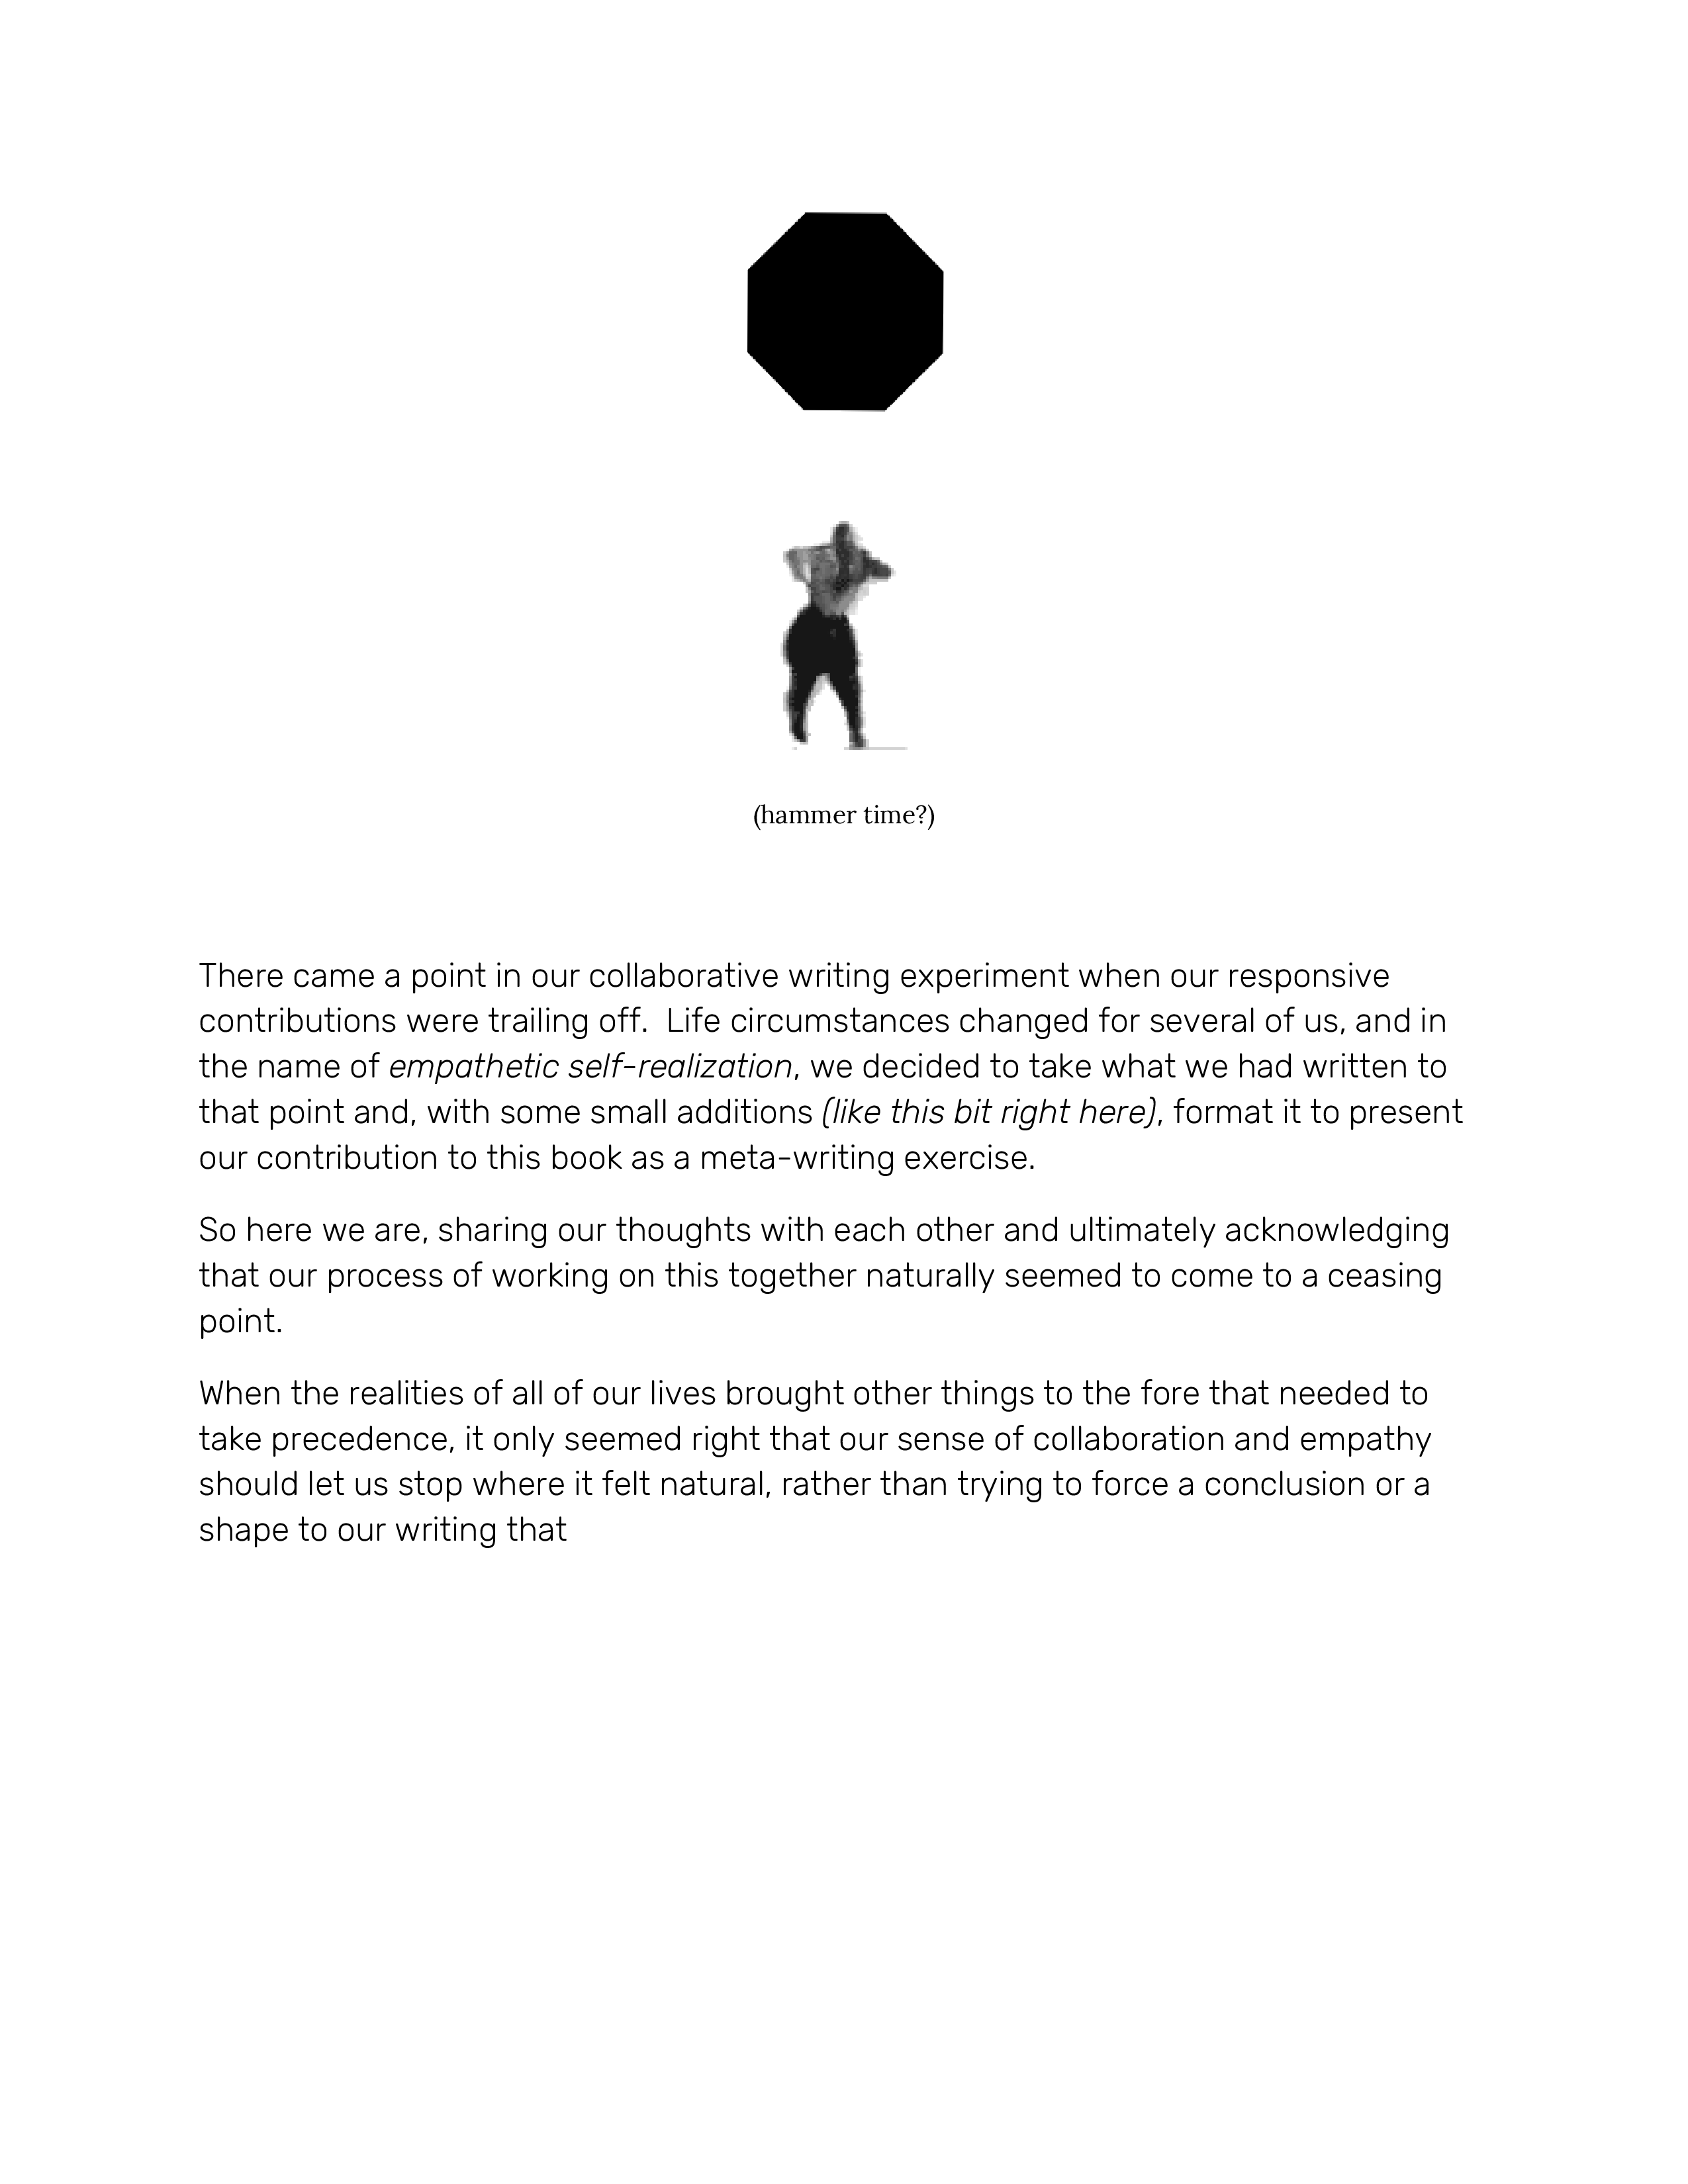 (hammer time?)
There came a point in our collaborative writing experiment when our responsive
contributions were trailing off.  Life circumstances changed for several of us, and in
the name of empathetic self-realization, we decided to take what we had written to
that point and, with some small additions (like this bit right here), format it to present
our contribution to this book as a meta-writing exercise.
So here we are, sharing our thoughts with each other and ultimately acknowledging
that our process of working on this together naturally seemed to come to a ceasing
point.
When the realities of all of our lives brought other things to the fore that needed to
take precedence, it only seemed right that our sense of collaboration and empathy
should let us stop where it felt natural, rather than trying to force a conclusion or a
shape to our writing that